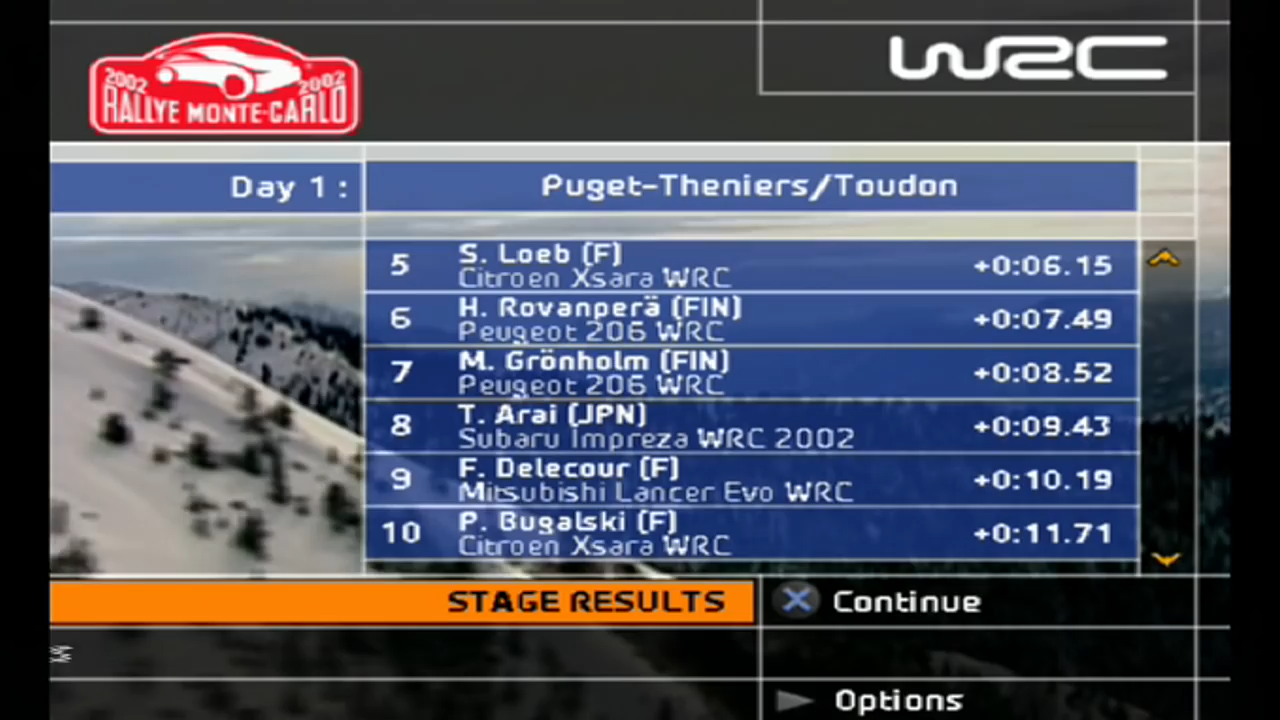 2002 2002
RALLYE MONTE-CARLO
WRC
Day 1 :
Puget-Theniers/Toudon
5 S. Loeb (F) +0:06.15
Citroen Xsara WRC
6 H. Rovanperä (FIN) +0:07.49
Peugeot 206 WRC
7 M. Grönholm (FIN) +0:08.52
Peugeot 206 WRC
8 T. Arai (JPN) +0:09.43
Subaru Impreza WRC 2002
9 F. Delecour (F) +0:10.19
Mitsubishi Lancer Evo WRC
10 P. Bugalski (F) +0:11.71
Citroen Xsara WRC
STAGE RESULTS
Continue
Options